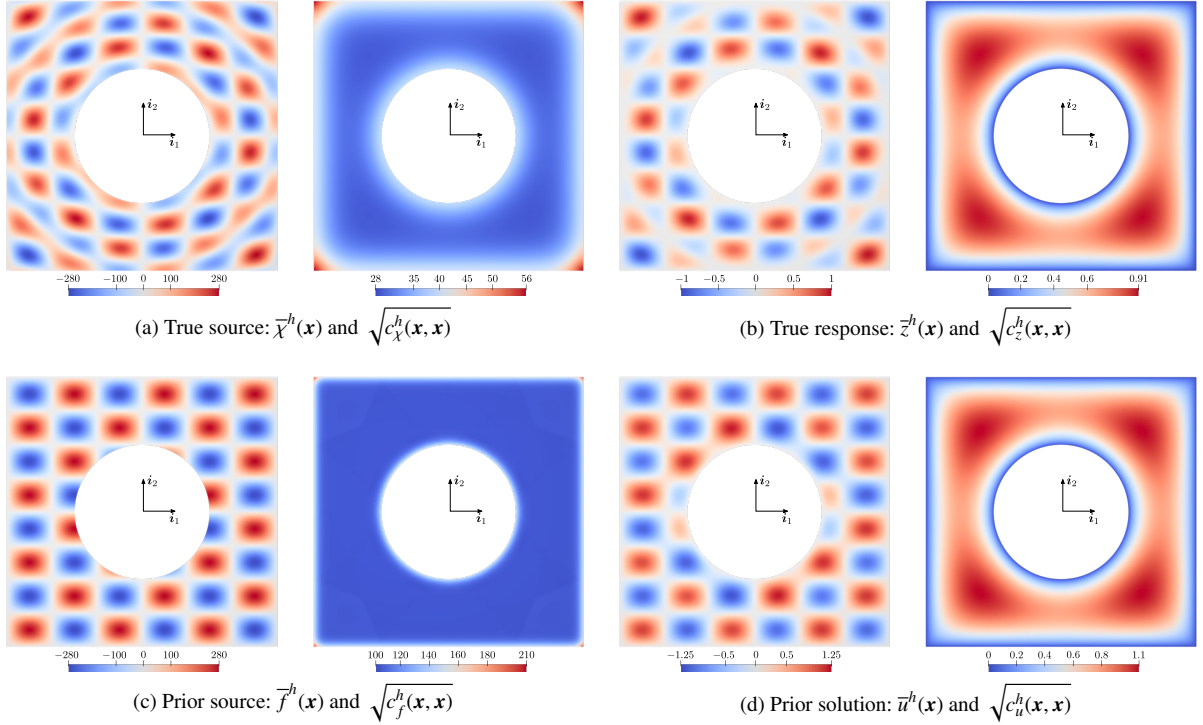 i₂
i₁
i₂
i₁
i₂
i₁
i₂
i₁
−280 −100 0 100 280
28 35 40 45 50 56
−1 −0.5 0 0.5 1
0 0.2 0.4 0.6 0.91
(a) True source: χ̅ʰ(x) and √cᵪʰ(x, x)
(b) True response: z̅ʰ(x) and √c_zʰ(x, x)
i₂
i₁
i₂
i₁
i₂
i₁
i₂
i₁
−280 −100 0 100 280
100 120 140 160 180 210
−1.25 −0.5 0 0.5 1.25
0 0.2 0.4 0.6 0.8 1.1
(c) Prior source: f̅ʰ(x) and √c_fʰ(x, x)
(d) Prior solution: u̅ʰ(x) and √c_uʰ(x, x)